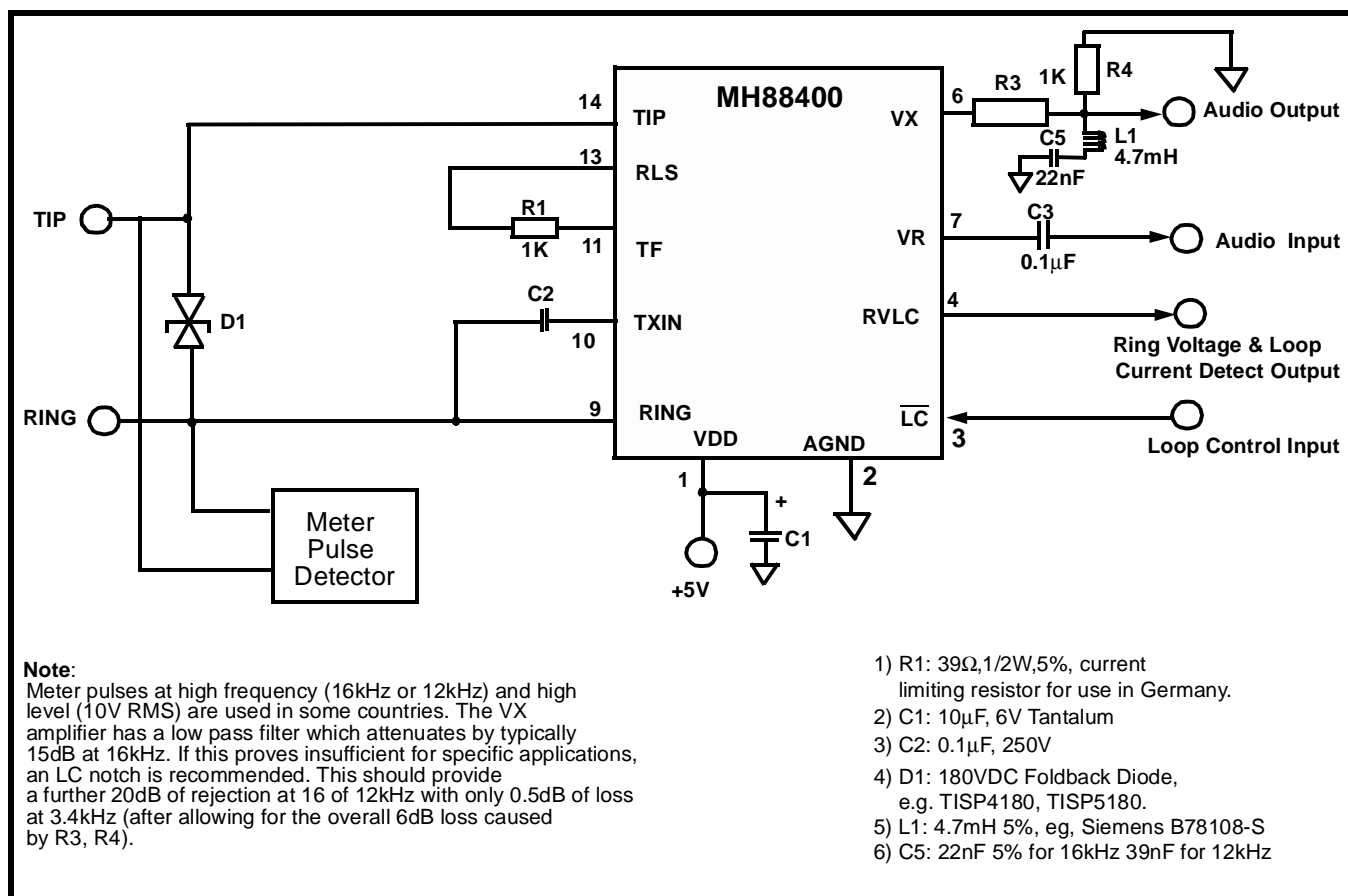 MH88400
14
TIP
13
RLS
R1
1K
11
TF
C2
10
TXIN
9
RING
VDD
AGND
1
2
+
C1
+5V
TIP
D1
RING
Meter
Pulse
Detector
6
VX
R3
1K
R4
Audio Output
C5
22nF
L1
4.7mH
7
VR
C3
0.1µF
Audio Input
4
RVLC
Ring Voltage & Loop
Current Detect Output
LC
3
Loop Control Input
Note:
Meter pulses at high frequency (16kHz or 12kHz) and high
level (10V RMS) are used in some countries. The VX
amplifier has a low pass filter which attenuates by typically
15dB at 16kHz. If this proves insufficient for specific applications,
an LC notch is recommended. This should provide
a further 20dB of rejection at 16 of 12kHz with only 0.5dB of loss
at 3.4kHz (after allowing for the overall 6dB loss caused
by R3, R4).
1) R1: 39Ω,1/2W,5%, current
limiting resistor for use in Germany.
2) C1: 10µF, 6V Tantalum
3) C2: 0.1µF, 250V
4) D1: 180VDC Foldback Diode,
e.g. TISP4180, TISP5180.
5) L1: 4.7mH 5%, eg, Siemens B78108-S
6) C5: 22nF 5% for 16kHz 39nF for 12kHz